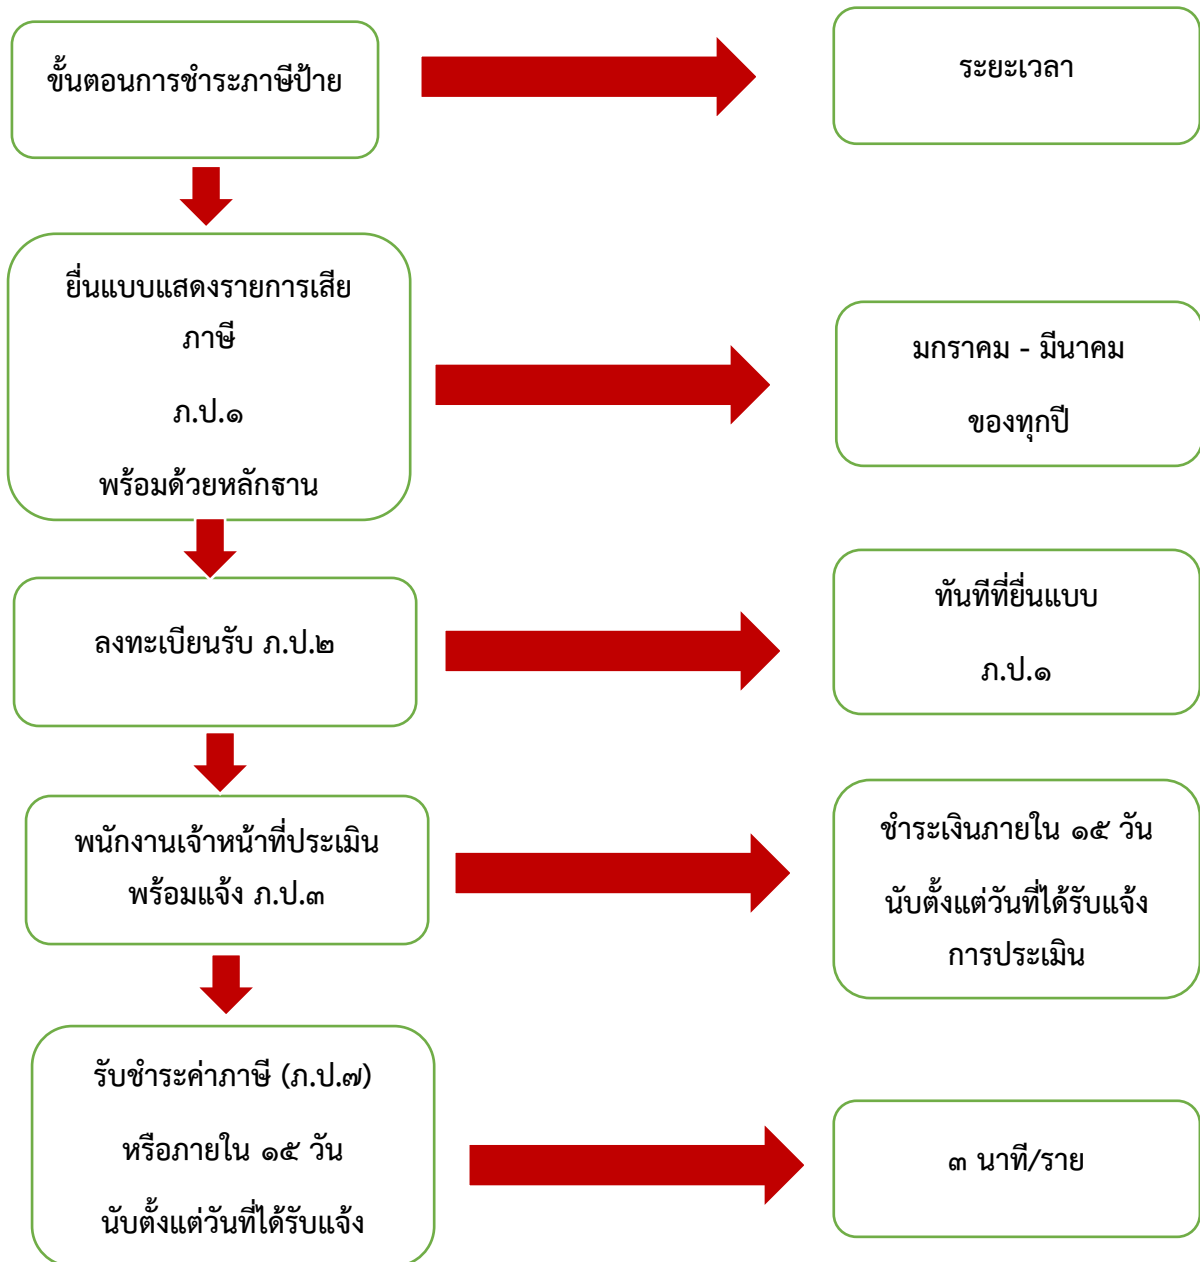 ขั้นตอนการชำระภาษีป้าย
ระยะเวลา
ยื่นแบบแสดงรายการเสีย
ภาษี
ภ.ป.๑
พร้อมด้วยหลักฐาน
มกราคม - มีนาคม
ของทุกปี
ลงทะเบียนรับ ภ.ป.๒
ทันทีที่ยื่นแบบ
ภ.ป.๑
พนักงานเจ้าหน้าที่ประเมิน
พร้อมแจ้ง ภ.ป.๓
ชำระเงินภายใน ๑๕ วัน
นับตั้งแต่วันที่ได้รับแจ้ง
การประเมิน
รับชำระค่าภาษี (ภ.ป.๗)
หรือภายใน ๑๕ วัน
นับตั้งแต่วันที่ได้รับแจ้ง
๓ นาที/ราย